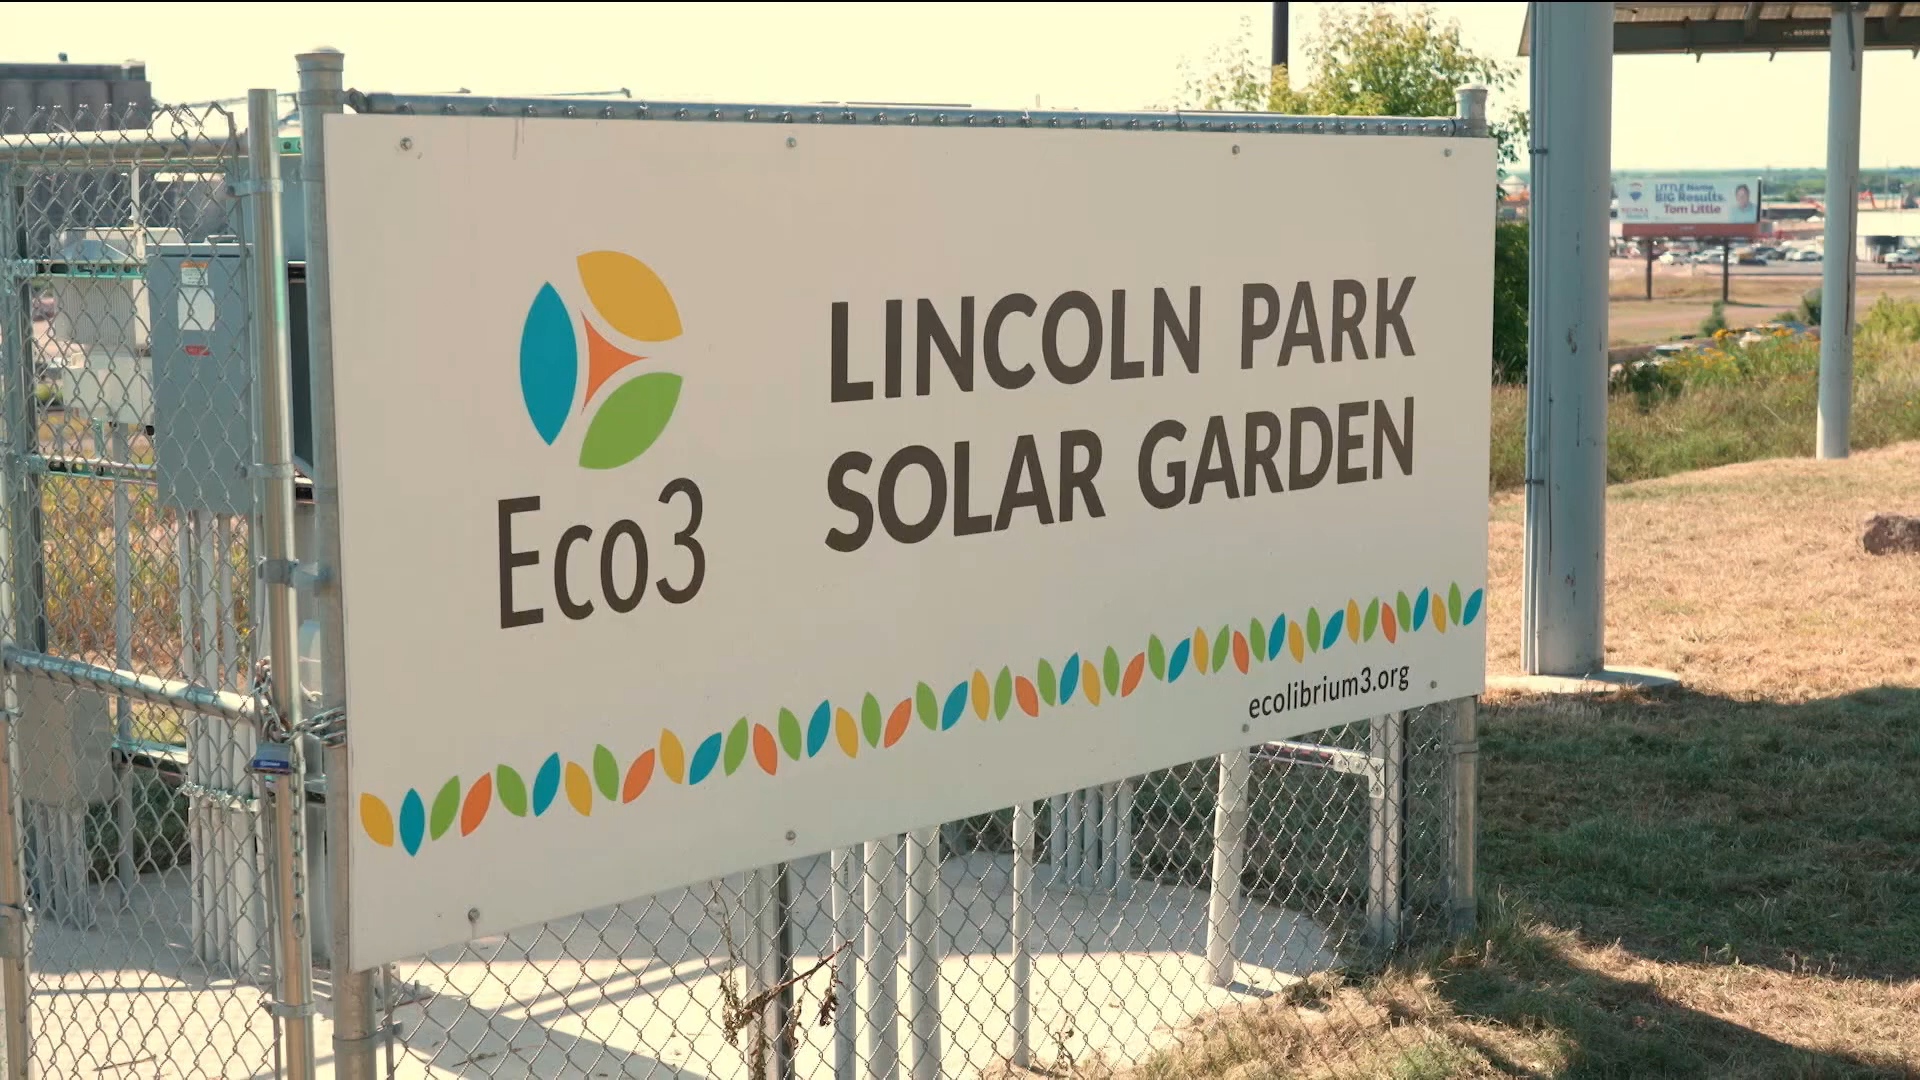 Eco3
LINCOLN PARK
SOLAR GARDEN
ecolibrium3.org
LITTLE Name.
BIG Results.
Tom Little